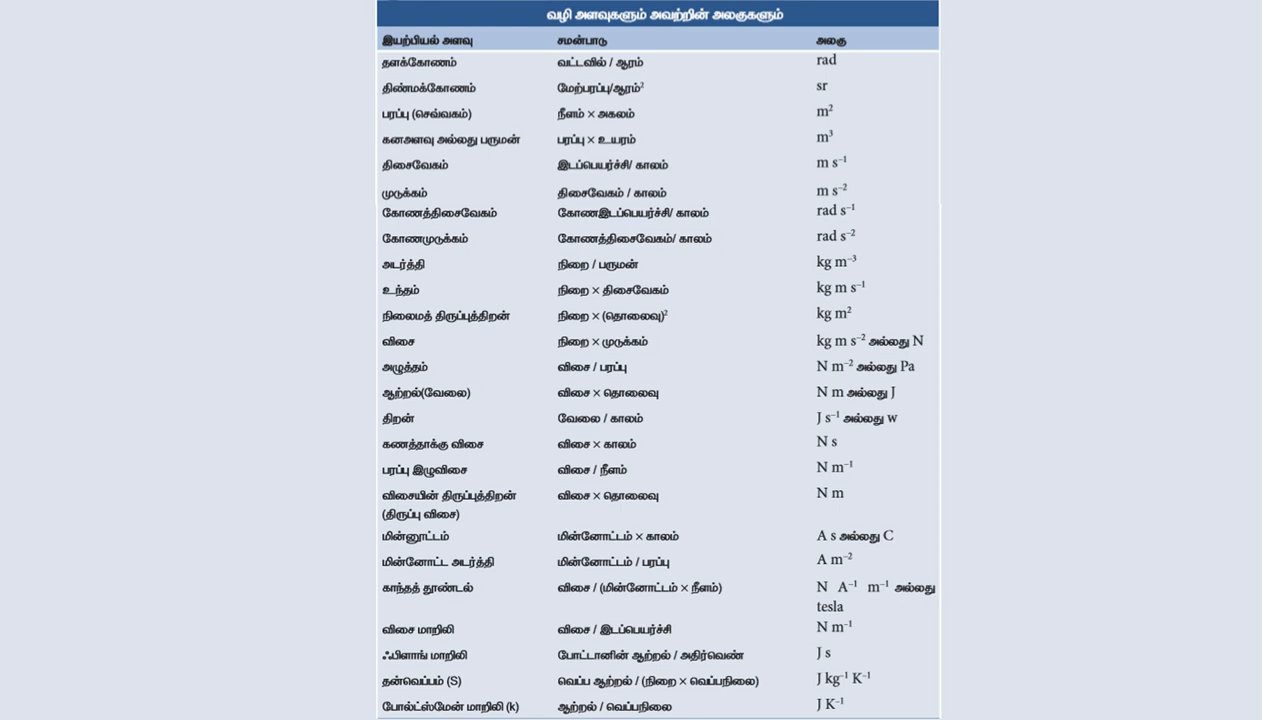 வழி அளவுகளும் அவற்றின் அலகுகளும்
இயற்பியல் அளவு சமன்பாடு அலகு
தளக்கோணம் வட்டவில் / ஆரம் rad
திண்மக்கோணம் மேற்பரப்பு/ஆரம்² sr
பரப்பு (செவ்வகம்) நீளம் × அகலம் m²
கனஅளவு அல்லது பருமன் பரப்பு × உயரம் m³
திசைவேகம் இடப்பெயர்ச்சி/ காலம் m s⁻¹
முடுக்கம் திசைவேகம் / காலம் m s⁻²
கோணத்திசைவேகம் கோணஇடப்பெயர்ச்சி/ காலம் rad s⁻¹
கோணமுடுக்கம் கோணத்திசைவேகம்/ காலம் rad s⁻²
அடர்த்தி நிறை / பருமன் kg m⁻³
உந்தம் நிறை × திசைவேகம் kg m s⁻¹
நிலைமத் திருப்புத்திறன் நிறை × (தொலைவு)² kg m²
விசை நிறை × முடுக்கம் kg m s⁻² அல்லது N
அழுத்தம் விசை / பரப்பு N m⁻² அல்லது Pa
ஆற்றல்(வேலை) விசை × தொலைவு N m அல்லது J
திறன் வேலை / காலம் J s⁻¹ அல்லது w
கணத்தாக்கு விசை விசை × காலம் N s
பரப்பு இழுவிசை விசை / நீளம் N m⁻¹
விசையின் திருப்புத்திறன் விசை × தொலைவு N m
(திருப்பு விசை)
மின்னூட்டம் மின்னோட்டம் × காலம் A s அல்லது C
மின்னோட்ட அடர்த்தி மின்னோட்டம் / பரப்பு A m⁻²
காந்தத் தூண்டல் விசை / (மின்னோட்டம் × நீளம்) N A⁻¹ m⁻¹ அல்லது
tesla
விசை மாறிலி விசை / இடப்பெயர்ச்சி N m⁻¹
ஃபிளாங் மாறிலி போட்டானின் ஆற்றல் / அதிர்வெண் J s
தன்வெப்பம் (S) வெப்ப ஆற்றல் / (நிறை × வெப்பநிலை) J kg⁻¹ K⁻¹
போல்ட்ஸ்மேன் மாறிலி (k) ஆற்றல் / வெப்பநிலை J K⁻¹